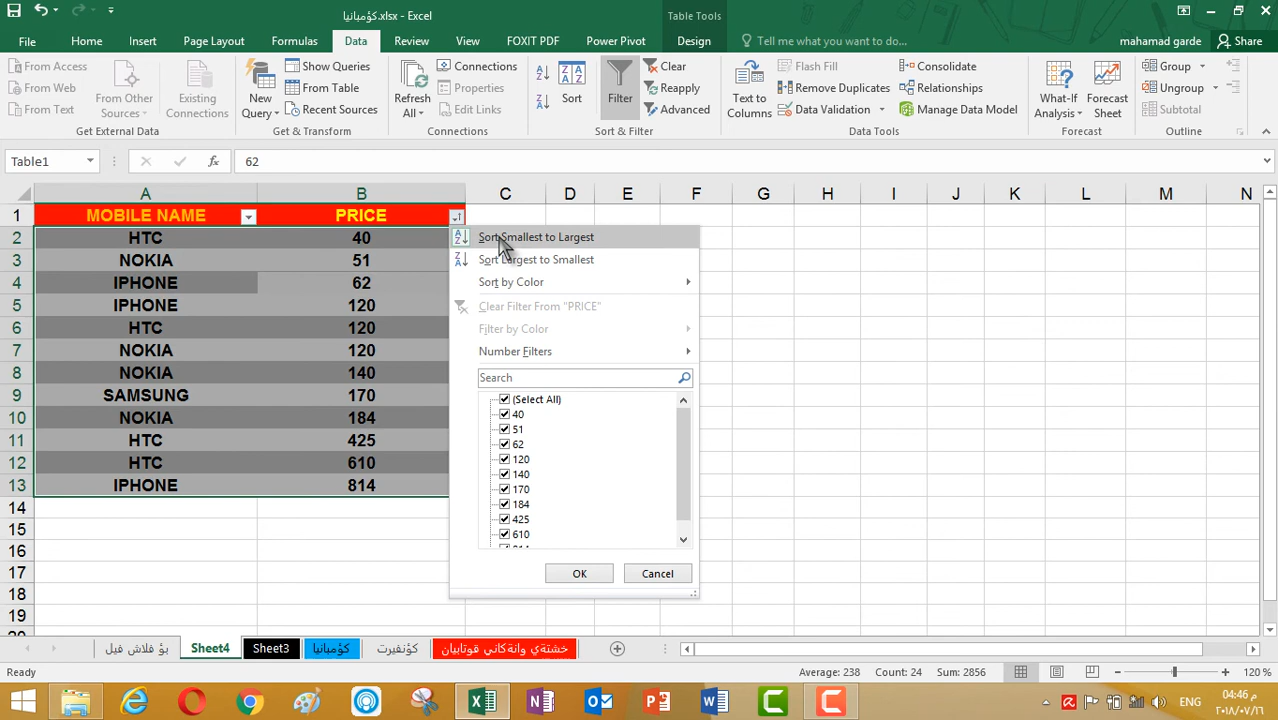 کۆمبانیا.xlsx - Excel
Table Tools
File Home Insert Page Layout Formulas Data Review View FOXIT PDF Power Pivot Design Tell me what you want to do... mahamad garde Share
From Access
From Web
From Text
From Other Sources
Existing Connections
Get External Data
New Query
Show Queries
From Table
Recent Sources
Get & Transform
Refresh All
Connections
Properties
Edit Links
Connections
Sort
Filter
Clear
Reapply
Advanced
Sort & Filter
Text to Columns
Flash Fill
Remove Duplicates
Data Validation
Consolidate
Relationships
Manage Data Model
Data Tools
What-If Analysis
Forecast Sheet
Forecast
Group
Ungroup
Subtotal
Outline
Table1 62
A B C D E F G H I J K L M N
1 MOBILE NAME PRICE
2 HTC 40
3 NOKIA 51
4 IPHONE 62
5 IPHONE 120
6 HTC 120
7 NOKIA 120
8 NOKIA 140
9 SAMSUNG 170
10 NOKIA 184
11 HTC 425
12 HTC 610
13 IPHONE 814
14
15
16
17
18
19
Sort Smallest to Largest
Sort Largest to Smallest
Sort by Color
Clear Filter From "PRICE"
Filter by Color
Number Filters
Search
(Select All)
40
51
62
120
140
170
184
425
610
OK Cancel
بۆ فلاش فیل Sheet4 Sheet3 کۆمبانیا کۆنفیرت خشتەي وانەکاني قوتابیان
Ready Average: 238 Count: 24 Sum: 2856 120%
ENG 04:46 م
٢٠١٨/٠٧/١٦